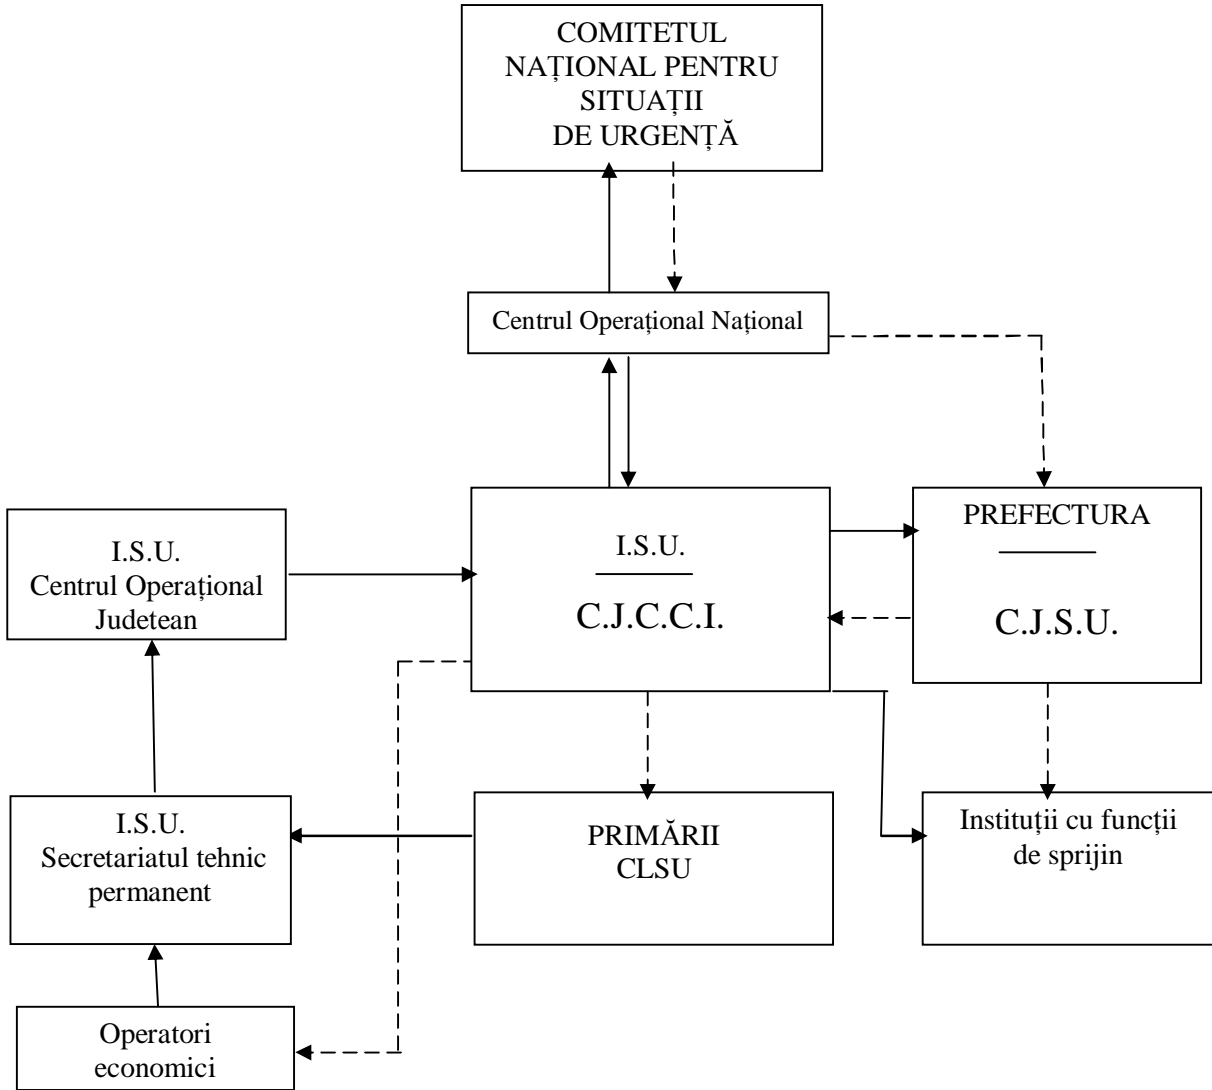 COMITETUL
NAȚIONAL PENTRU
SITUAȚII
DE URGENȚĂ
Centrul Operațional Național
I.S.U.
Centrul Operațional
Judetean
I.S.U.
C.J.C.C.I.
PREFECTURA
C.J.S.U.
I.S.U.
Secretariatul tehnic
permanent
PRIMĂRII
CLSU
Instituții cu funcții
de sprijin
Operatori
economici